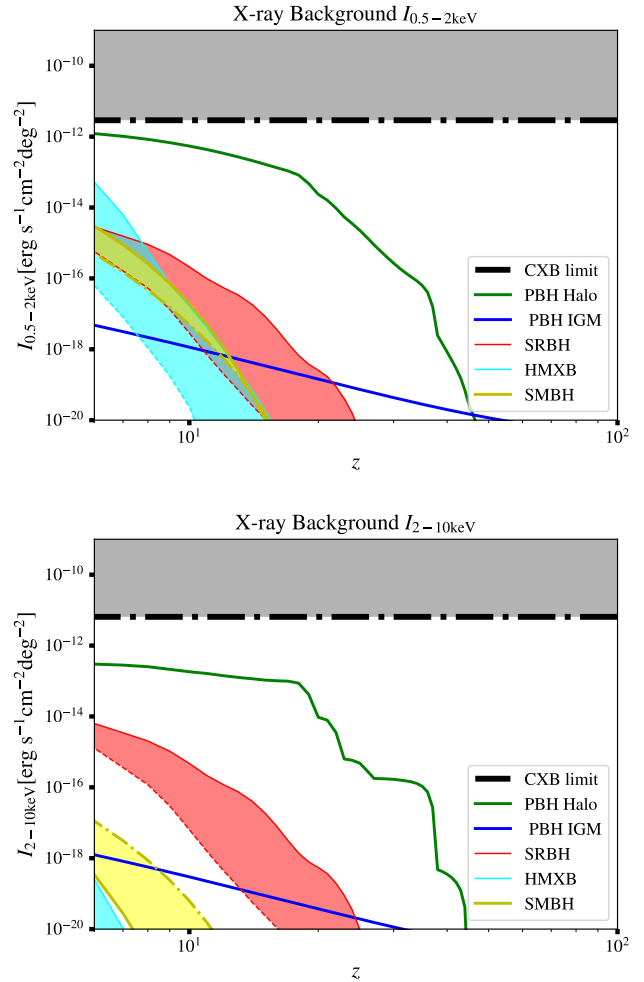 X-ray Background I₀.₅₋₂keV
I₀.₅₋₂keV [erg s⁻¹cm⁻²deg⁻²]
10⁻¹⁰
10⁻¹²
10⁻¹⁴
10⁻¹⁶
10⁻¹⁸
10⁻²⁰
CXB limit
PBH Halo
PBH IGM
SRBH
HMXB
SMBH
10¹
10²
z
X-ray Background I₂₋₁₀keV
I₂₋₁₀keV [erg s⁻¹cm⁻²deg⁻²]
10⁻¹⁰
10⁻¹²
10⁻¹⁴
10⁻¹⁶
10⁻¹⁸
10⁻²⁰
CXB limit
PBH Halo
PBH IGM
SRBH
HMXB
SMBH
10¹
10²
z